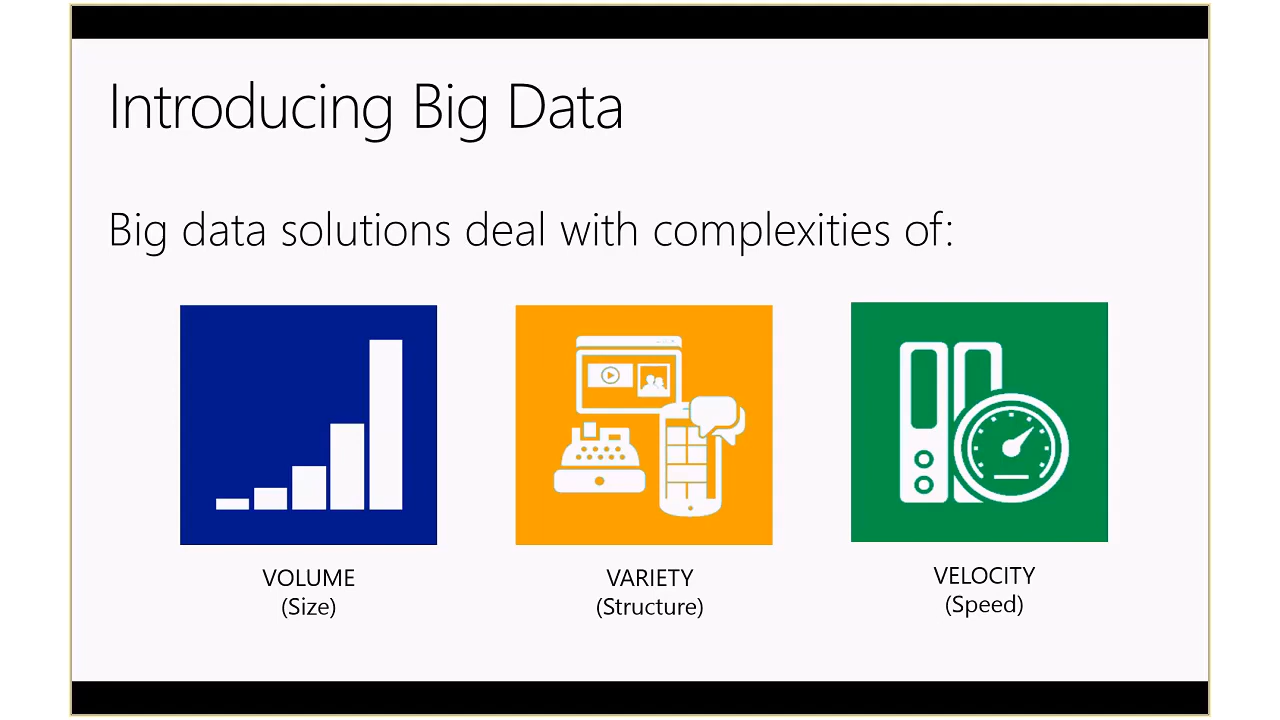 Introducing Big Data
Big data solutions deal with complexities of:
VOLUME
(Size)
VARIETY
(Structure)
VELOCITY
(Speed)